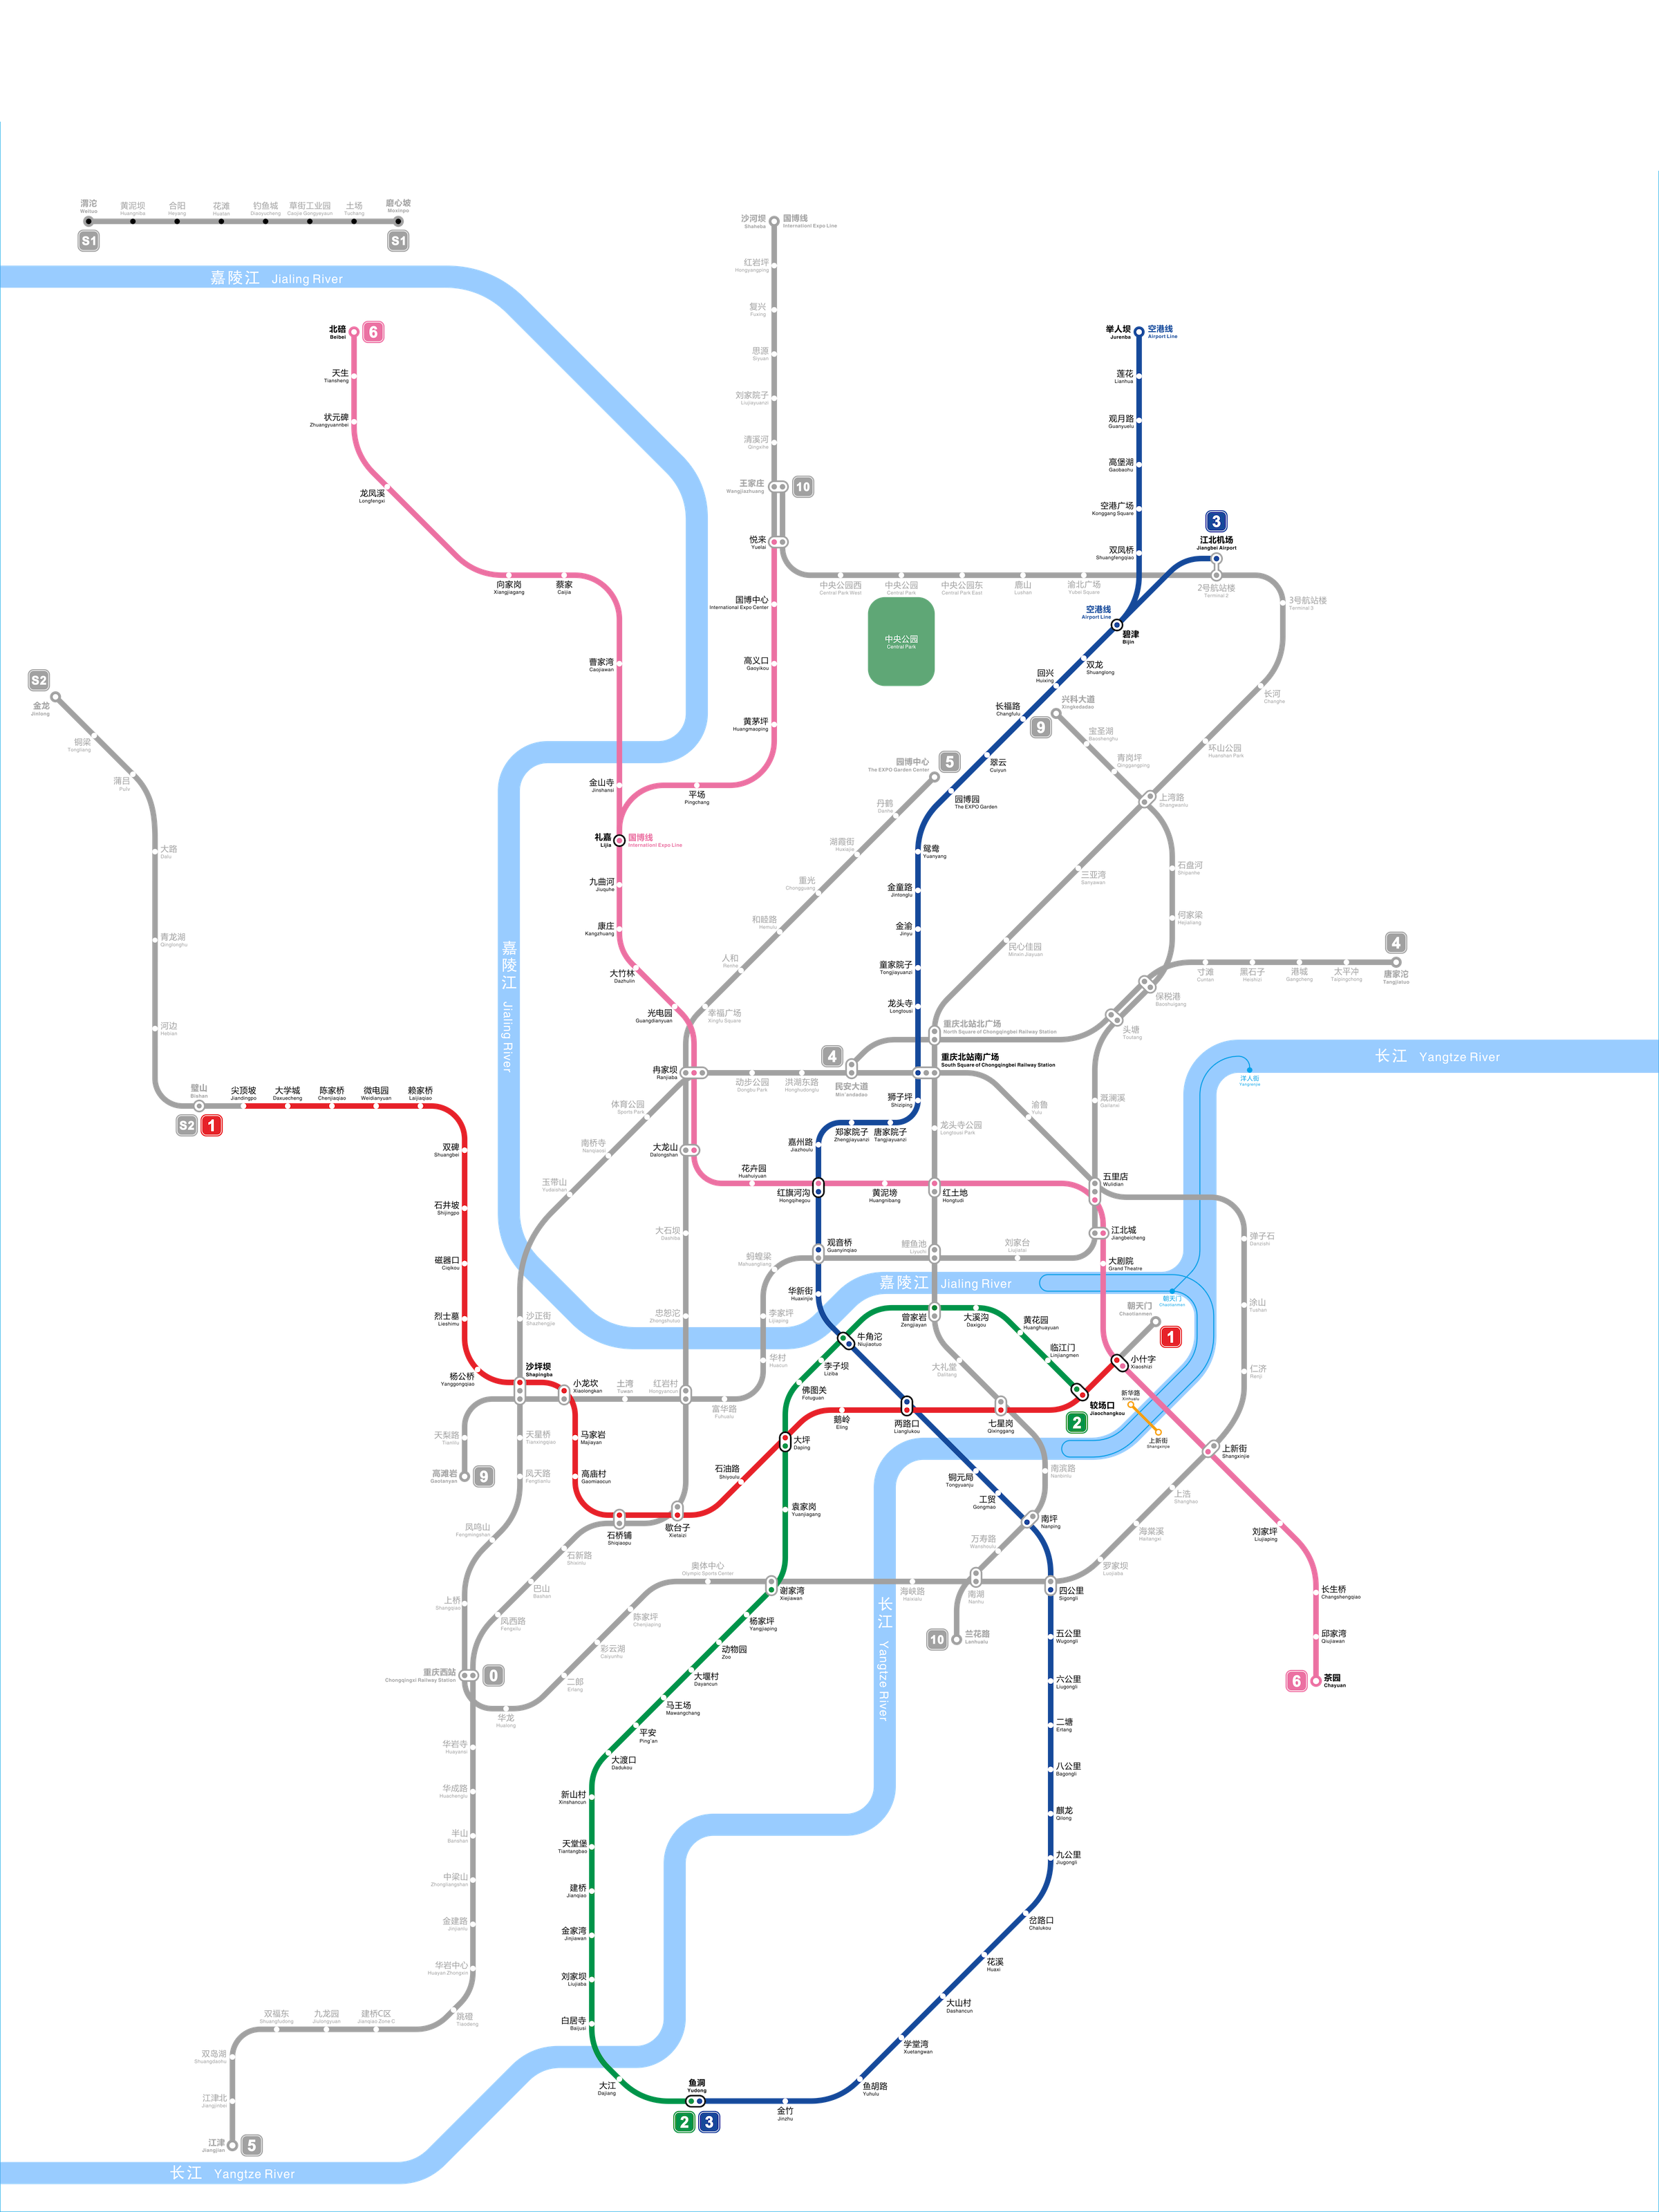 渭沱
Weituo
黄泥坝
Huangniba
合阳
Heyang
花滩
Huatan
钓鱼城
Diaoyucheng
草街工业园
Caojie Gongyeyuan
土场
Tuchang
磨心坡
Moxinpo
S1
S1
嘉陵江 Jialing River
沙河坝
Shaheba
国博线
Internationl Expo Line
红岩坪
Hongyangping
复兴
Fuxing
思源
Siyuan
刘家院子
Liujiayuanzi
清溪河
Qingxihe
王家庄
Wangjiazhuang
10
悦来
Yuelai
国博中心
International Expo Center
高义口
Gaoyikou
黄茅坪
Huangmaoping
平场
Pingchang
北碚
Beibei
6
天生
Tiansheng
状元碑
Zhuangyuannbei
龙凤溪
Longfengxi
向家岗
Xiangjiagang
蔡家
Caijia
曹家湾
Caojiawan
金山寺
Jinshansi
礼嘉
Lijia
国博线
Internationl Expo Line
九曲河
Jiuquhe
康庄
Kangzhuang
大竹林
Dazhulin
光电园
Guangdianyuan
举人坝
Jurenba
空港线
Airport Line
莲花
Lianhua
观月路
Guanyuelu
高堡湖
Gaobaohu
空港广场
Konggang Square
双凤桥
Shuangfengqiao
3
江北机场
Jiangbei Airport
2号航站楼
Terminal 2
3号航站楼
Terminal 3
中央公园西
Central Park West
中央公园
Central Park
中央公园东
Central Park East
鹿山
Lushan
渝北广场
Yubei Square
中央公园
Central Park
空港线
Airport Line
碧津
Bijin
双龙
Shuanglong
回兴
Huixing
长福路
Changfulu
兴科大道
Xingkedadao
9
翠云
Cuiyun
园博园
The EXPO Garden
鸳鸯
Yuanyang
金童路
Jintonglu
金渝
Jinyu
童家院子
Tongjiayuanzi
龙头寺
Longtousi
长河
Changhe
环山公园
Huanshan Park
宝圣湖
Baoshenghu
青岗坪
Qinggangping
上湾路
Shangwanlu
石盘河
Shipanhe
何家梁
Hejialiang
三亚湾
Sanyawan
民心佳园
Minxin Jiayuan
园博中心
The EXPO Garden Center
5
丹鹤
Danhe
湖霞街
Huxiajie
重光
Chongguang
和睦路
Hemulu
人和
Renhe
幸福广场
Xingfu Square
S2
金龙
Jinlong
铜梁
Tongliang
蒲吕
Pulv
大路
Dalu
青龙湖
Qinglonghu
河边
Hebian
璧山
Bishan
S2
1
尖顶坡
Jiandingpo
大学城
Daxuecheng
陈家桥
Chenjiaqiao
微电园
Weidianyuan
赖家桥
Laijiaqiao
双碑
Shuangbei
石井坡
Shijingpo
磁器口
Ciqikou
烈士墓
Lieshimu
杨公桥
Yanggongqiao
沙坪坝
Shapingba
小龙坎
Xiaolongkan
嘉陵江 Jialing River
4
唐家沱
Tangjiatuo
寸滩
Cuntan
黑石子
Heishizi
港城
Gangcheng
太平冲
Taipingchong
保税港
Baoshuigang
头塘
Toutang
重庆北站北广场
North Square of Chongqingbei Railway Station
4
民安大道
Min'andadao
重庆北站南广场
South Square of Chongqingbei Railway Station
冉家坝
Ranjiaba
动步公园
Dongbu Park
洪湖东路
Honghudonglu
狮子坪
Shiziping
郑家院子
Zhengjiayuanzi
唐家院子
Tangjiayuanzi
嘉州路
Jiazhoulu
龙头寺公园
Longtousi Park
渝鲁
Yulu
溉澜溪
Gailanxi
长江 Yangtze River
洋人街
Yangrenjie
体育公园
Sports Park
南桥寺
Nanqiaosi
玉带山
Yudaishan
大龙山
Dalongshan
花卉园
Huahuiyuan
红旗河沟
Hongqihegou
黄泥塝
Huangnibang
红土地
Hongtudi
五里店
Wulidian
江北城
Jiangbeicheng
大剧院
Grand Theatre
弹子石
Danzishi
涂山
Tushan
仁济
Renji
大石坝
Dashiba
忠恕沱
Zhongshutuo
观音桥
Guanyinqiao
鲤鱼池
Liyuchi
刘家台
Liujiatai
蚂蟥梁
Mahuangliang
李家坪
Lijiaping
华村
Huacun
华新街
Huaxinjie
嘉陵江 Jialing River
朝天门
Chaotianmen
朝天门
Chaotianmen
1
小什字
Xiaoshizi
曾家岩
Zengjiayan
大溪沟
Daxigou
黄花园
Huanghuayuan
临江门
Linjiangmen
较场口
Jiaochangkou
2
牛角沱
Niujiaotuo
李子坝
Liziba
佛图关
Fotuguan
大礼堂
Dalitang
新华路
Xinhualu
上新街
Shangxinjie
上新街
Shangxinjie
沙正街
Shazhengjie
土湾
Tuwan
红岩村
Hongyancun
富华路
Fuhualu
天梨路
Tianlilu
高滩岩
Gaotanyan
9
天星桥
Tianxingqiao
凤天路
Fengtianlu
马家岩
Majiayan
高庙村
Gaomiaocun
石桥铺
Shiqiaopu
歇台子
Xietaizi
石油路
Shiyoulu
大坪
Daping
鹅岭
Eling
两路口
Lianglukou
七星岗
Qixinggang
铜元局
Tongyuanju
工贸
Gongmao
南坪
Nanping
南滨路
Nanbinlu
万寿路
Wanshoulu
南湖
Nanhu
10
兰花路
Lanhualu
上浩
Shanghao
海棠溪
Haitangxi
罗家坝
Luojiaba
刘家坪
Liujiaping
长生桥
Changshengqiao
邱家湾
Qiujiawan
6
茶园
Chayuan
袁家岗
Yuanjiagang
谢家湾
Xiejiawan
奥体中心
Olympic Sports Center
海峡路
Haixialu
四公里
Sigongli
五公里
Wugongli
六公里
Liugongli
二塘
Ertang
八公里
Bagongli
麒龙
Qilong
九公里
Jiugongli
岔路口
Chalukou
花溪
Huaxi
大山村
Dashancun
学堂湾
Xuetangwan
鱼胡路
Yuhulu
金竹
Jinzhu
凤鸣山
Fengmingshan
上桥
Shangqiao
重庆西站
Chongqingxi Railway Station
0
石新路
Shixinlu
巴山
Bashan
凤西路
Fengxilu
陈家坪
Chenjiaping
彩云湖
Caiyunhu
二郎
Erlang
华龙
Hualong
杨家坪
Yangjiaping
动物园
Zoo
大堰村
Dayancun
马王场
Mawangchang
平安
Ping'an
大渡口
Dadukou
新山村
Xinshancun
天堂堡
Tiantangbao
建桥
Jianqiao
金家湾
Jinjiawan
刘家坝
Liujiaba
白居寺
Baijusi
大江
Dajiang
鱼洞
Yudong
2
3
长江 Yangtze River
华岩寺
Huayansi
华成路
Huachenglu
半山
Banshan
中梁山
Zhongliangshan
金建路
Jinjianlu
华岩中心
Huayan Zhongxin
跳磴
Tiaodeng
建桥C区
Jianqiao Zone C
九龙园
Jiulongyuan
双福东
Shuangfudong
双岛湖
Shuangdaohu
江津北
Jiangjinbei
江津
Jiangjian
5
长江 Yangtze River